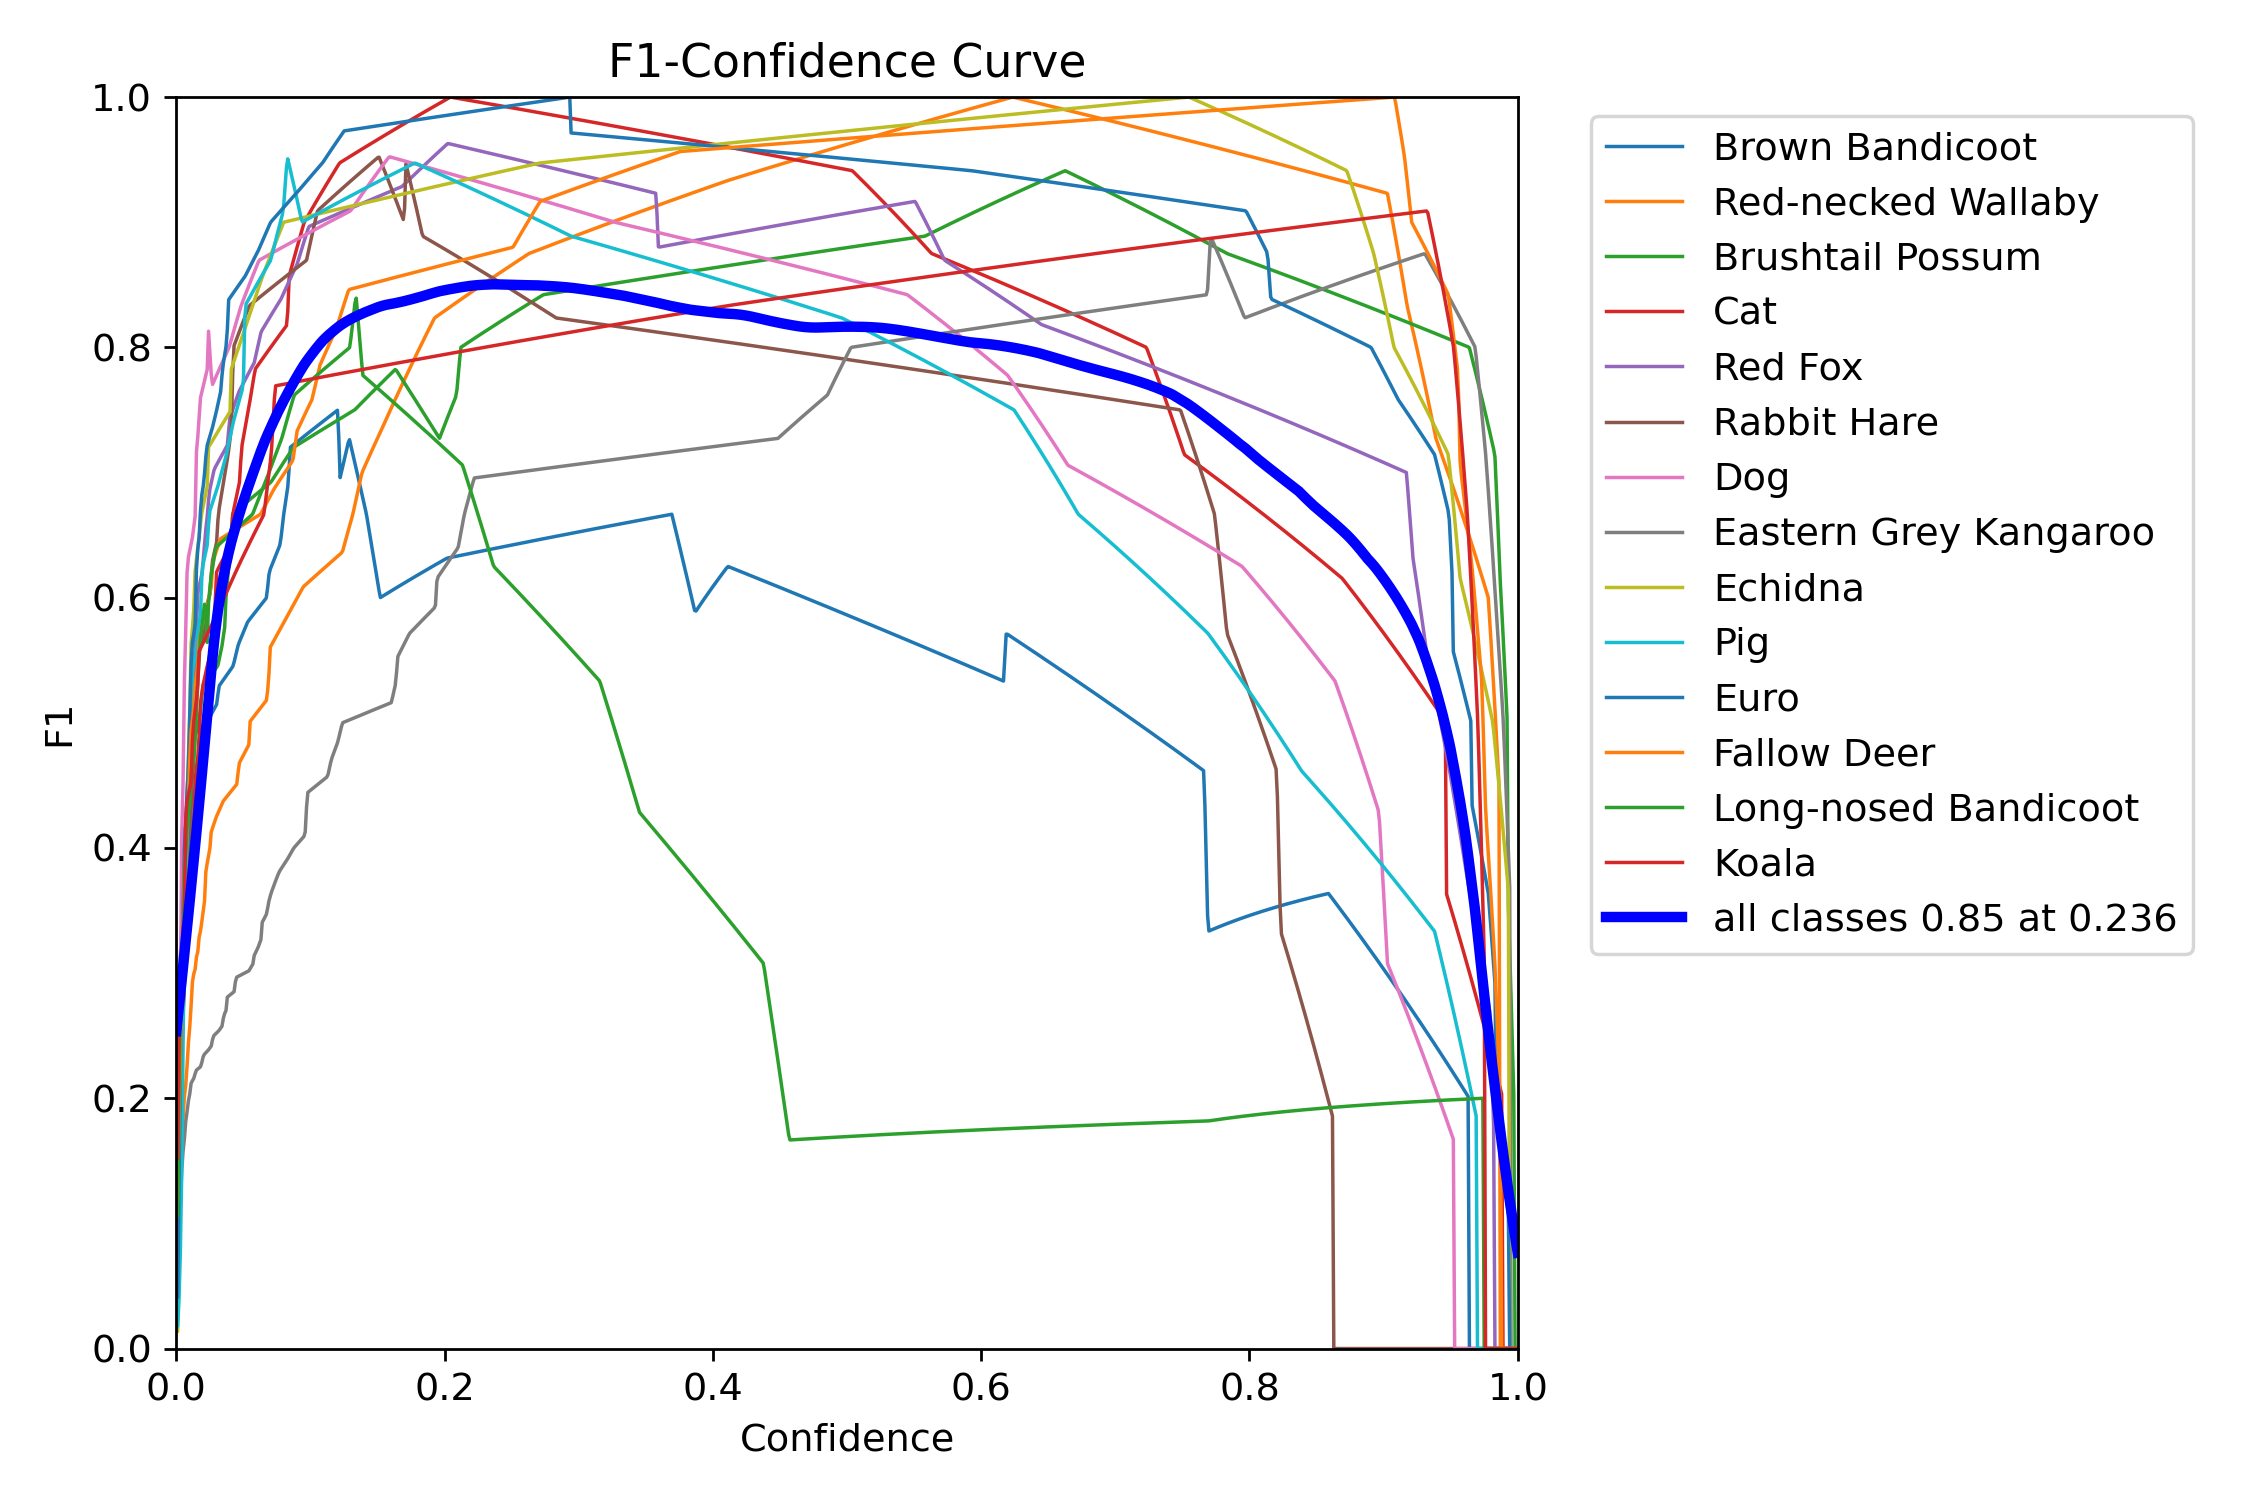 F1-Confidence Curve
1.0
0.8
0.6
0.4
0.2
0.0
F1
0.0 0.2 0.4 0.6 0.8 1.0
Confidence
Brown Bandicoot
Red-necked Wallaby
Brushtail Possum
Cat
Red Fox
Rabbit Hare
Dog
Eastern Grey Kangaroo
Echidna
Pig
Euro
Fallow Deer
Long-nosed Bandicoot
Koala
all classes 0.85 at 0.236